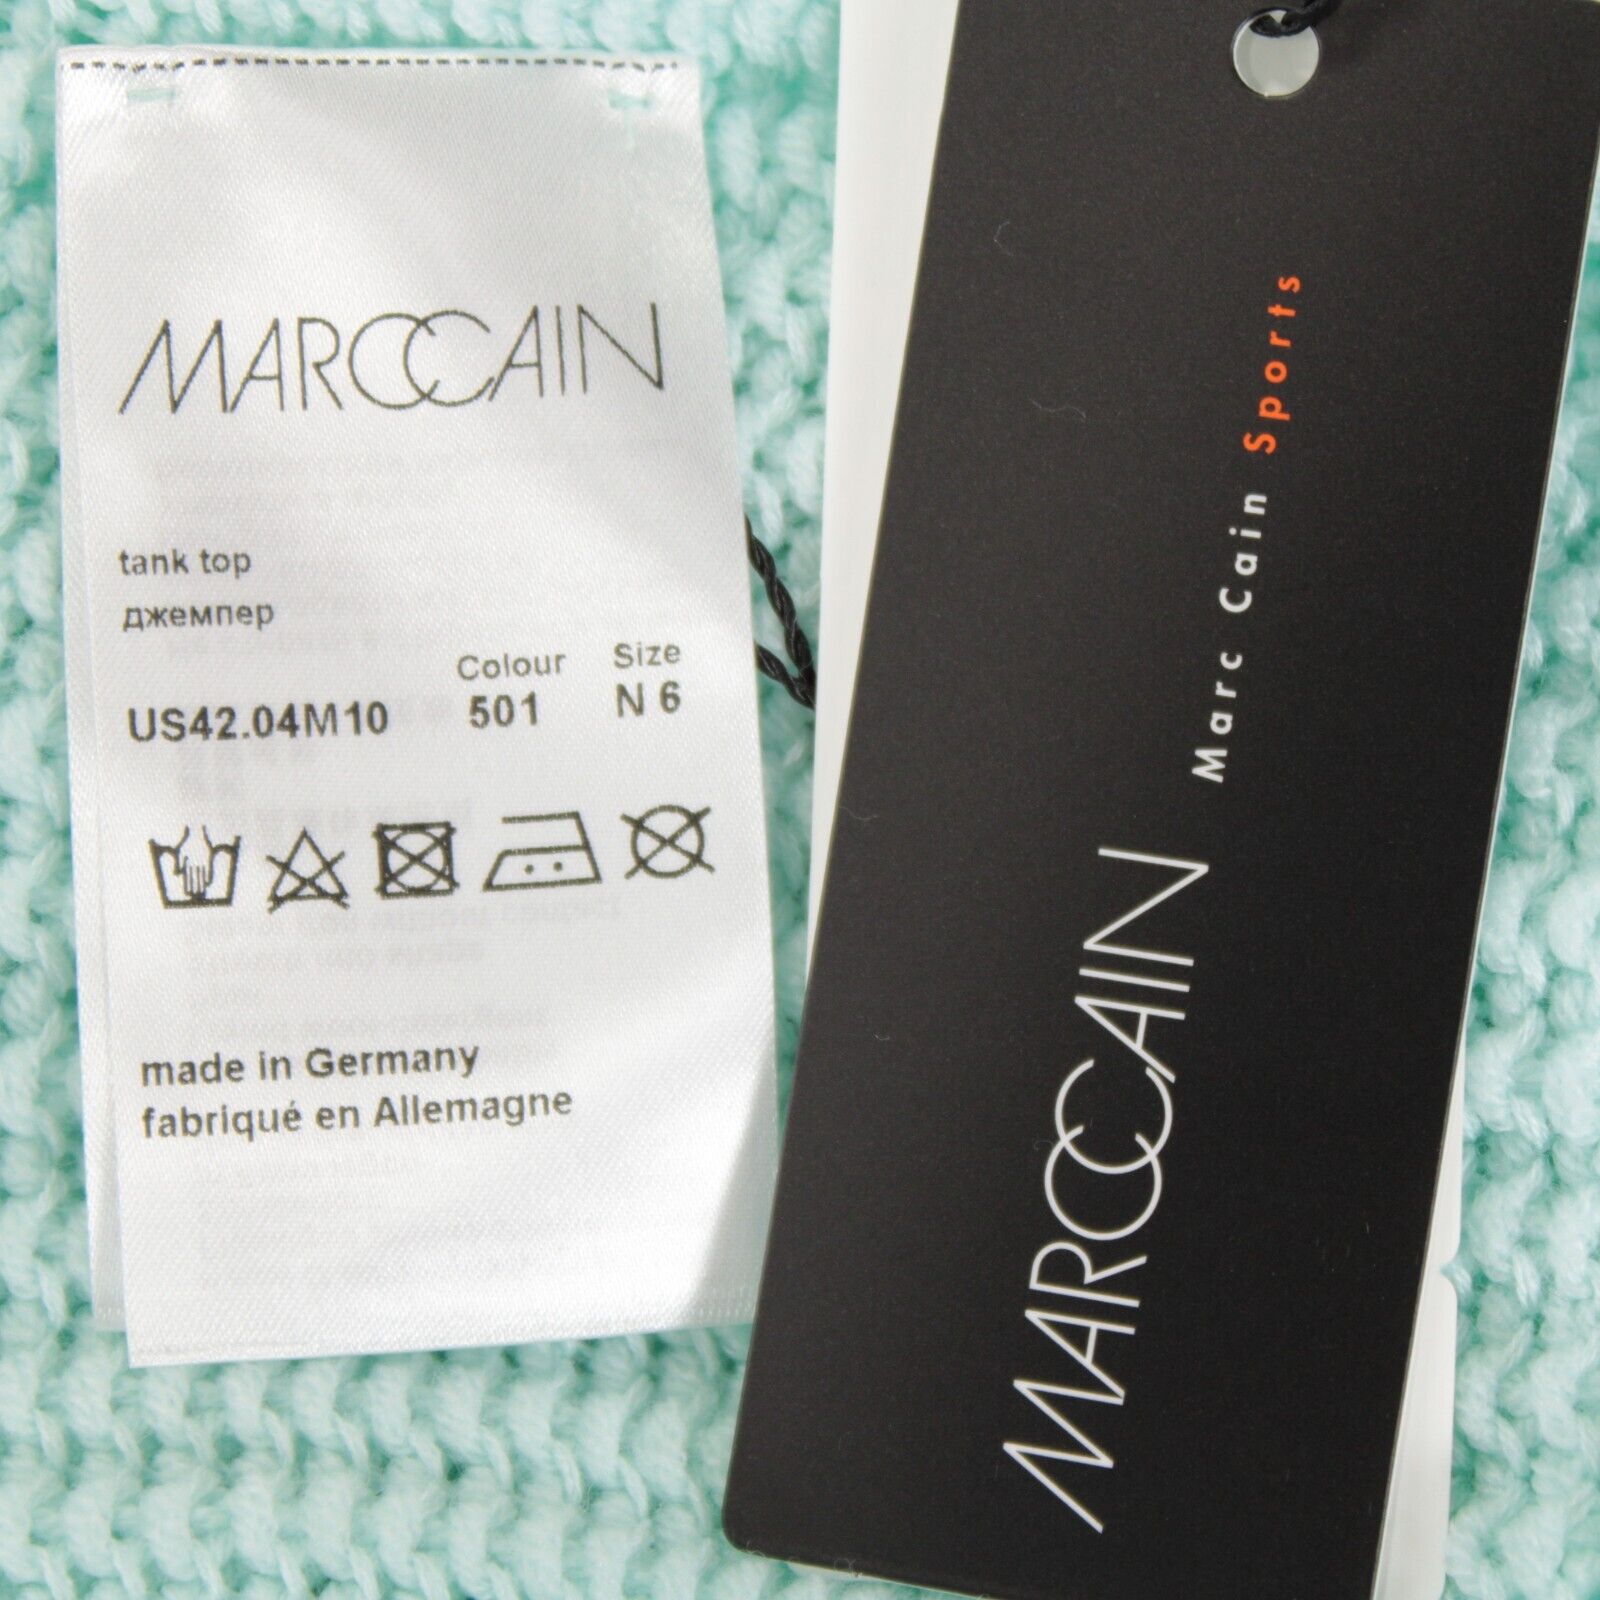 MARCCAIN
tank top
джемпер
Colour Size
US42.04M10 501 N 6
made in Germany
fabriqué en Allemagne
Marc Cain Sports
MARCCAIN